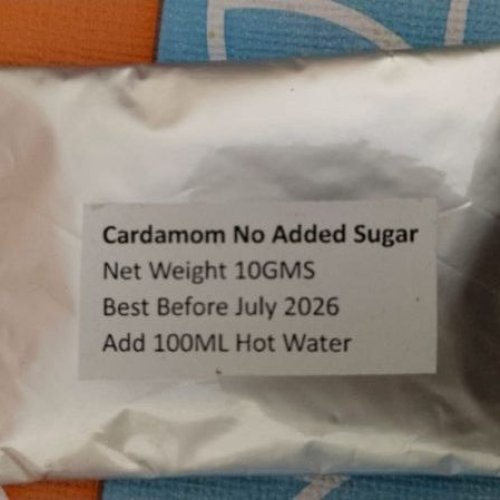 Cardamom No Added Sugar
Net Weight 10GMS
Best Before July 2026
Add 100ML Hot Water